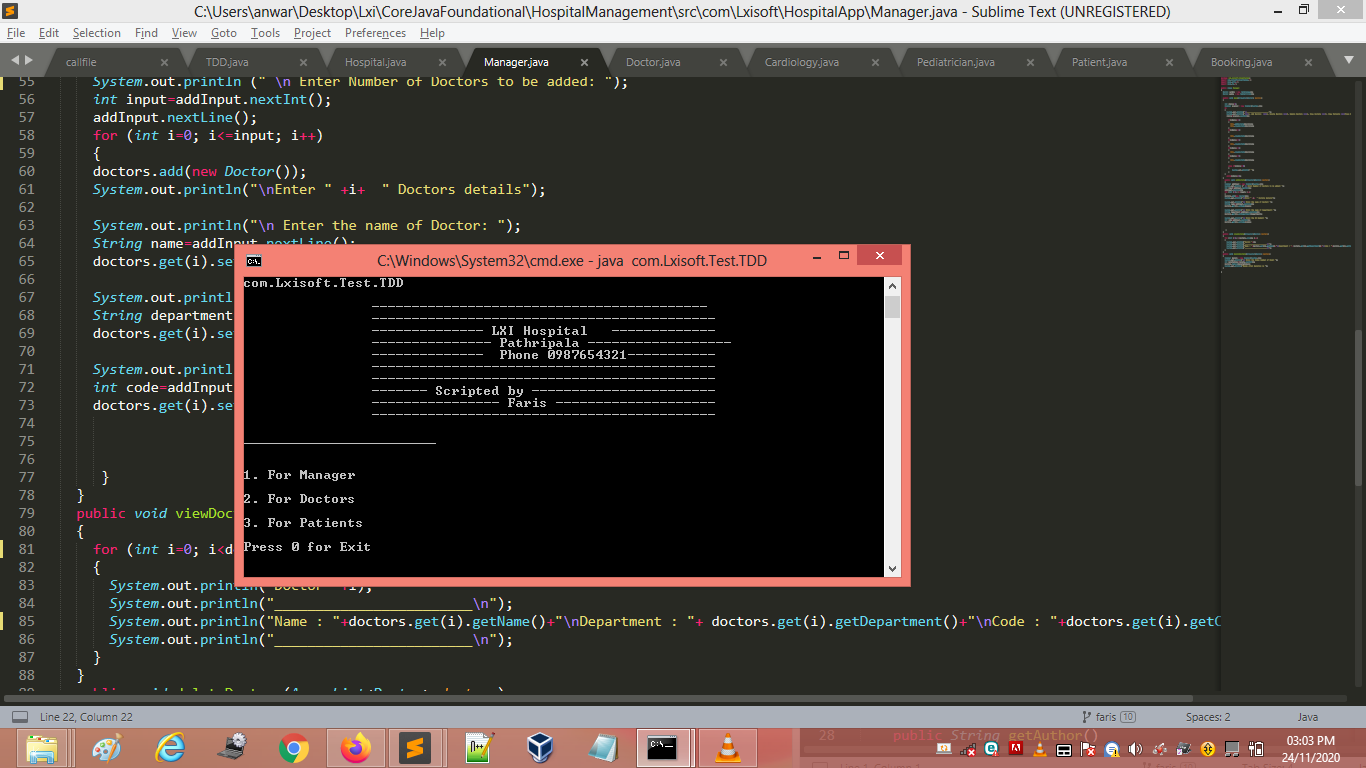 C:\Users\anwar\Desktop\Lxi\CoreJavaFoundational\HospitalManagement\src\com\Lxisoft\HospitalApp\Manager.java - Sublime Text (UNREGISTERED)
File Edit Selection Find View Goto Tools Project Preferences Help
callfile TDD.java Hospital.java Manager.java Doctor.java Cardiology.java Pediatrician.java Patient.java Booking.java
55 System.out.println (" \n Enter Number of Doctors to be added: ");
56 int input=addInput.nextInt();
57 addInput.nextLine();
58 for (int i=0; i<=input; i++)
59 {
60 doctors.add(new Doctor());
61 System.out.println("\nEnter " +i+  " Doctors details");
62
63 System.out.println("\n Enter the name of Doctor: ");
64 String name=addInput.nextLine();
65 doctors.get(i).se
66
67 System.out.printl
68 String department
69 doctors.get(i).se
70
71 System.out.printl
72 int code=addInput
73 doctors.get(i).se
74
75
76
77 }
78 }
79 public void viewDoc
80 {
81 for (int i=0; i<d
82 {
83 System.out.println("Doctor "+i);
84 System.out.println("________________________\n");
85 System.out.println("Name : "+doctors.get(i).getName()+"\nDepartment : "+ doctors.get(i).getDepartment()+"\nCode : "+doctors.get(i).getC
86 System.out.println("________________________\n");
87 }
88 }
C:\Windows\System32\cmd.exe - java  com.Lxisoft.Test.TDD
com.Lxisoft.Test.TDD
------------------------------------------
-------------------------------------------
-------------- LXI Hospital   -------------
--------------- Pathripala ------------------
--------------  Phone 0987654321-----------
-------------------------------------------
-------------------------------------------
------- Scripted by -----------------------
---------------- Faris --------------------
-------------------------------------------
________________________
1. For Manager
2. For Doctors
3. For Patients
Press 0 for Exit
Line 22, Column 22 faris 10 Spaces: 2 Java
28 public String getAuthor()
03:03 PM
24/11/2020